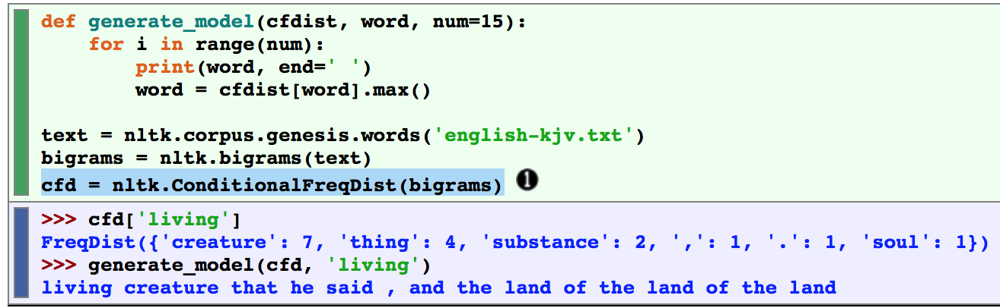 def generate_model(cfdist, word, num=15):
    for i in range(num):
        print(word, end=' ')
        word = cfdist[word].max()

text = nltk.corpus.genesis.words('english-kjv.txt')
bigrams = nltk.bigrams(text)
cfd = nltk.ConditionalFreqDist(bigrams) ❶
>>> cfd['living']
FreqDist({'creature': 7, 'thing': 4, 'substance': 2, ',': 1, '.': 1, 'soul': 1})
>>> generate_model(cfd, 'living')
living creature that he said , and the land of the land of the land